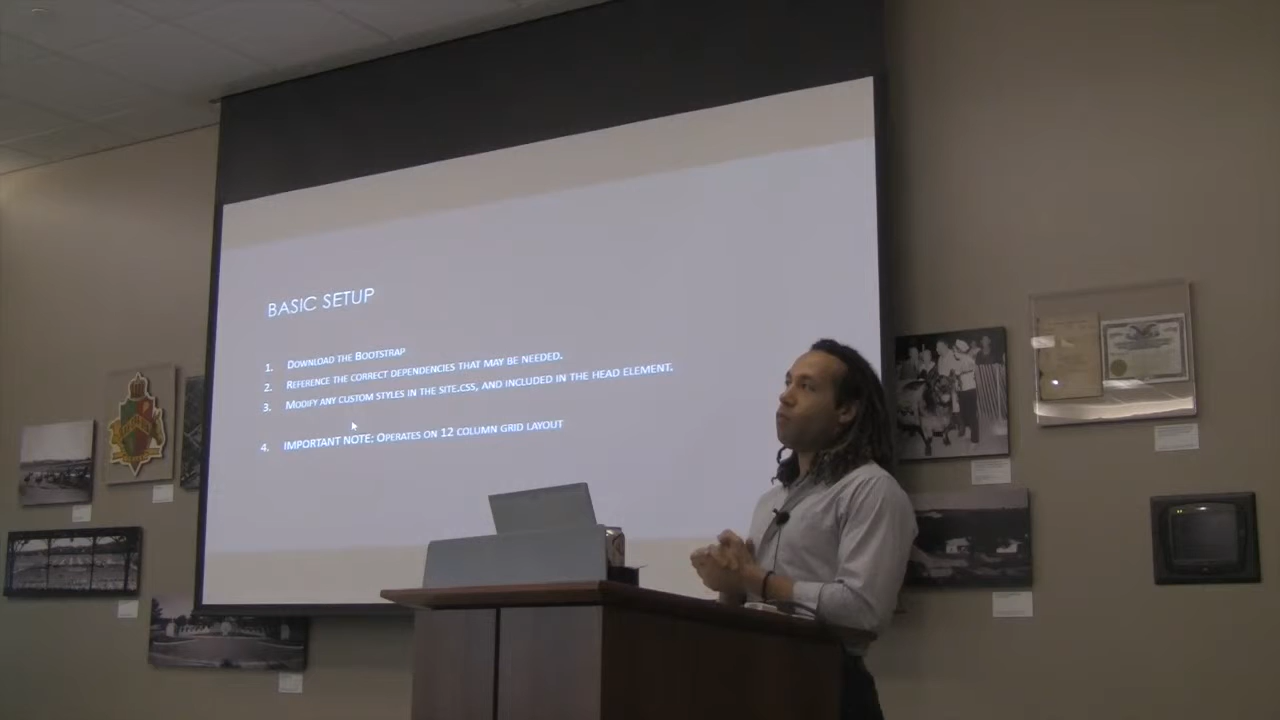 BASIC SETUP
1. DOWNLOAD THE BOOTSTRAP
2. REFERENCE THE CORRECT DEPENDENCIES THAT MAY BE NEEDED.
3. MODIFY ANY CUSTOM STYLES IN THE SITE.CSS, AND INCLUDED IN THE HEAD ELEMENT.
4. IMPORTANT NOTE: OPERATES ON 12 COLUMN GRID LAYOUT